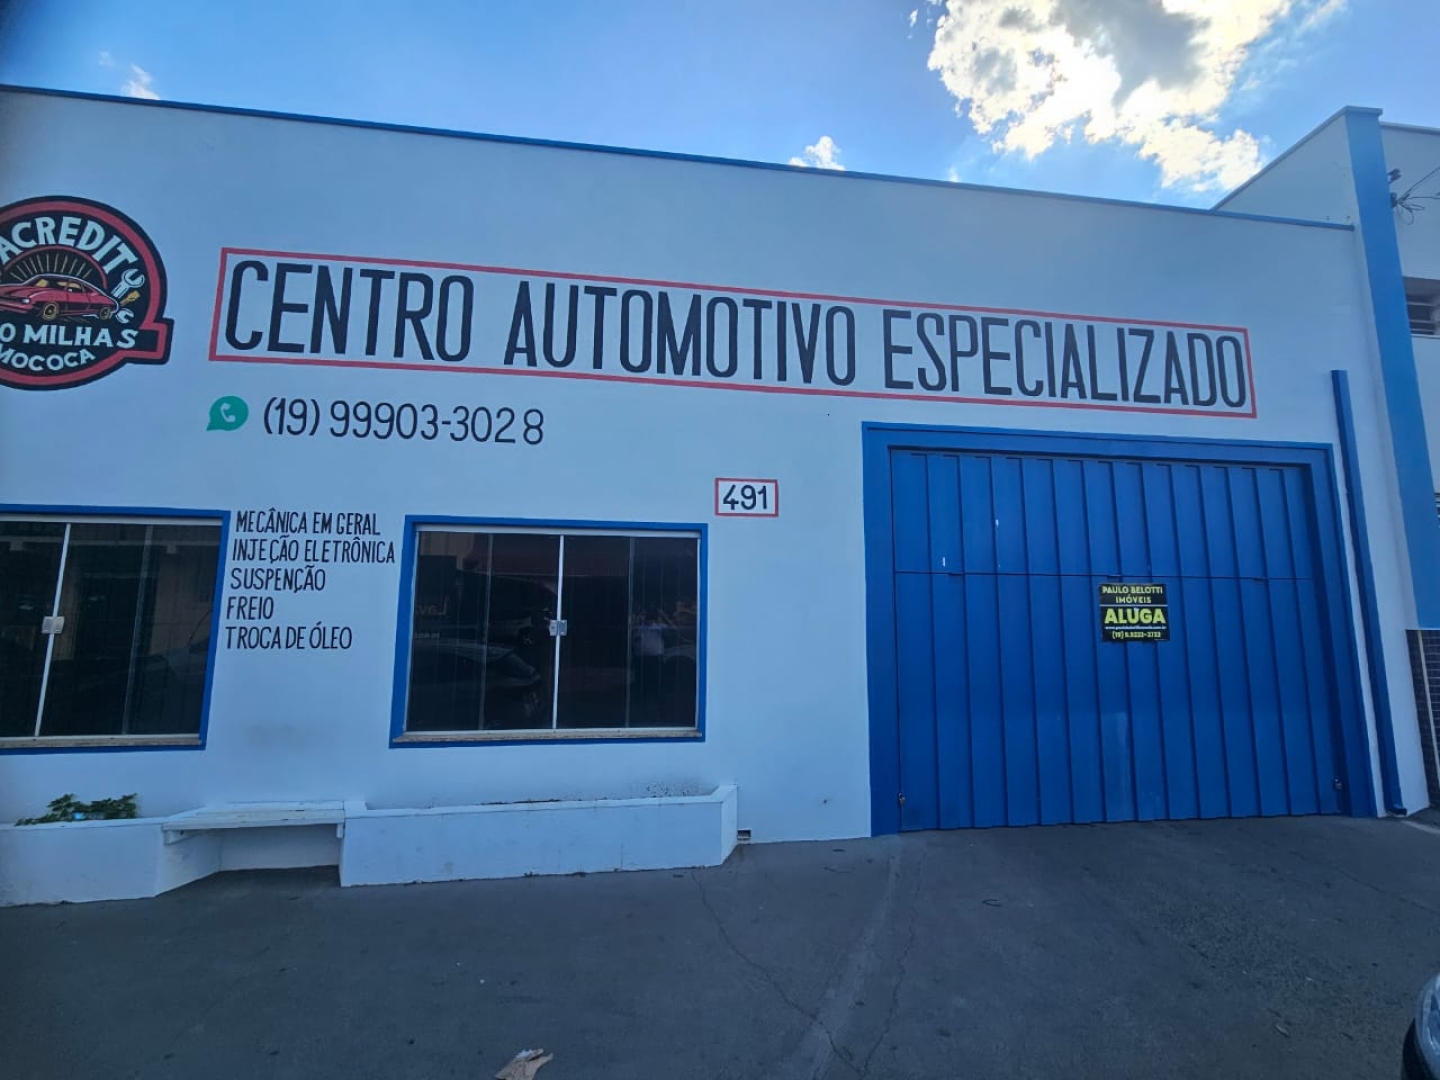 ACREDIT
MILHAS
MOCOCA
CENTRO AUTOMOTIVO ESPECIALIZADO
(19) 99903-3028
491
MECÂNICA EM GERAL
INJEÇÃO ELETRÔNICA
SUSPENÇÃO
FREIO
TROCA DE ÓLEO
PAULO BELOTTI
IMÓVEIS
ALUGA